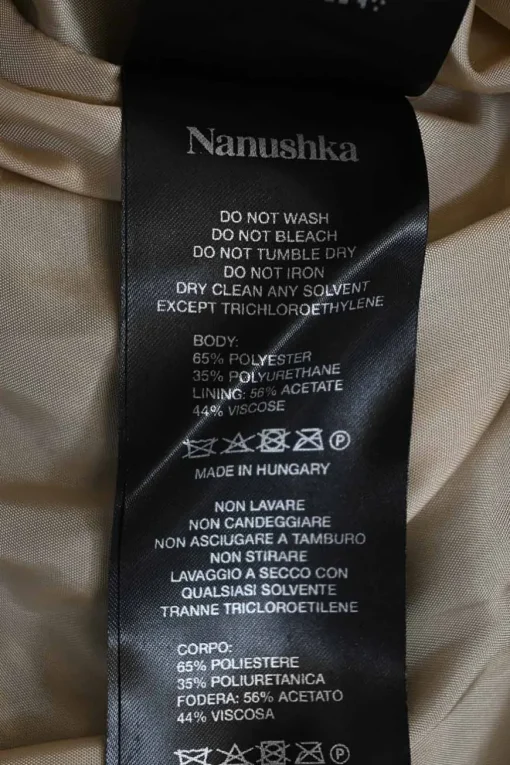 Nanushka
DO NOT WASH
DO NOT BLEACH
DO NOT TUMBLE DRY
DO NOT IRON
DRY CLEAN ANY SOLVENT
EXCEPT TRICHLOROETHYLENE
BODY:
65% POLYESTER
35% POLYURETHANE
LINING: 56% ACETATE
44% VISCOSE
P
MADE IN HUNGARY
NON LAVARE
NON CANDEGGIARE
NON ASCIUGARE A TAMBURO
NON STIRARE
LAVAGGIO A SECCO CON
QUALSIASI SOLVENTE
TRANNE TRICLOROETILENE
CORPO:
65% POLIESTERE
35% POLIURETANICA
FODERA: 56% ACETATO
44% VISCOSA
P